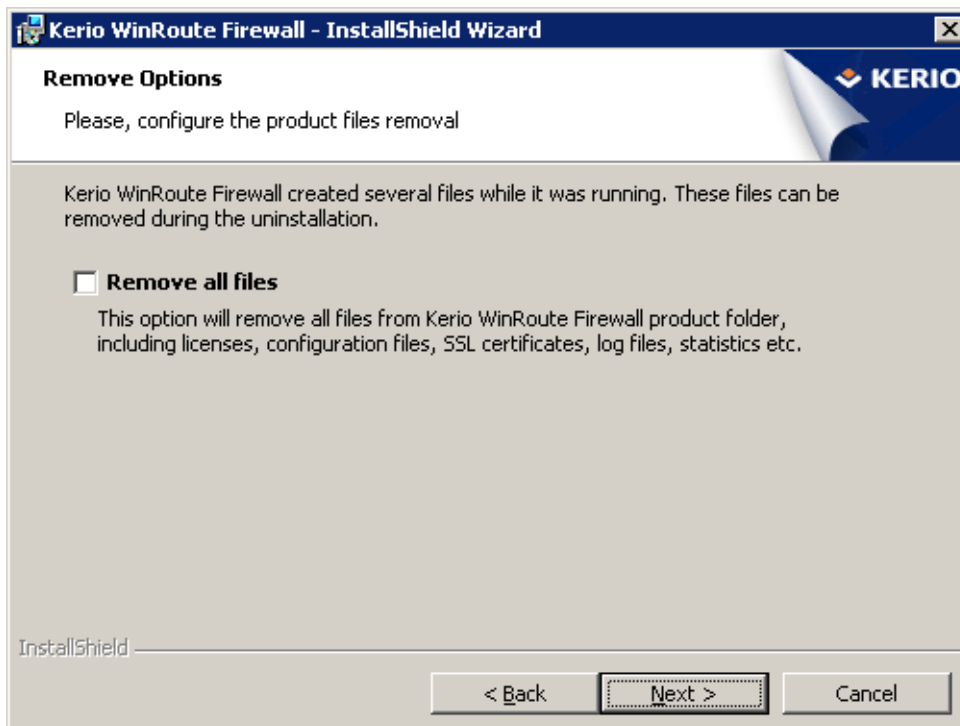 Kerio WinRoute Firewall - InstallShield Wizard
Remove Options
KERIO
Please, configure the product files removal
Kerio WinRoute Firewall created several files while it was running. These files can be
removed during the uninstallation.
Remove all files
This option will remove all files from Kerio WinRoute Firewall product folder,
including licenses, configuration files, SSL certificates, log files, statistics etc.
InstallShield
< Back
Next >
Cancel